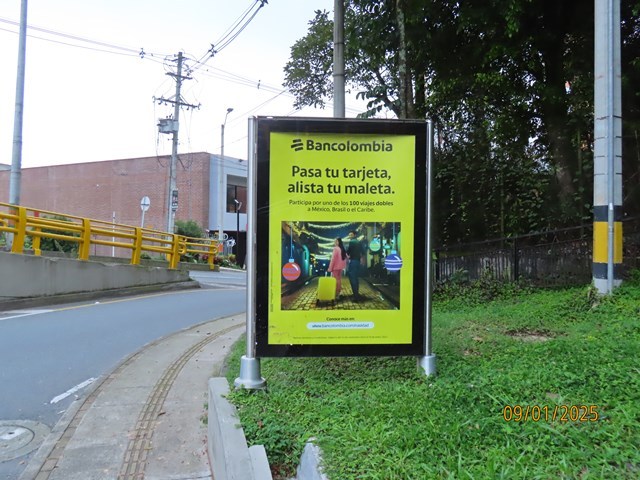 Bancolombia
Pasa tu tarjeta,
alista tu maleta.
Participa por uno de los 100 viajes dobles
a México, Brasil o el Caribe.
Conoce más en:
09/01/2025